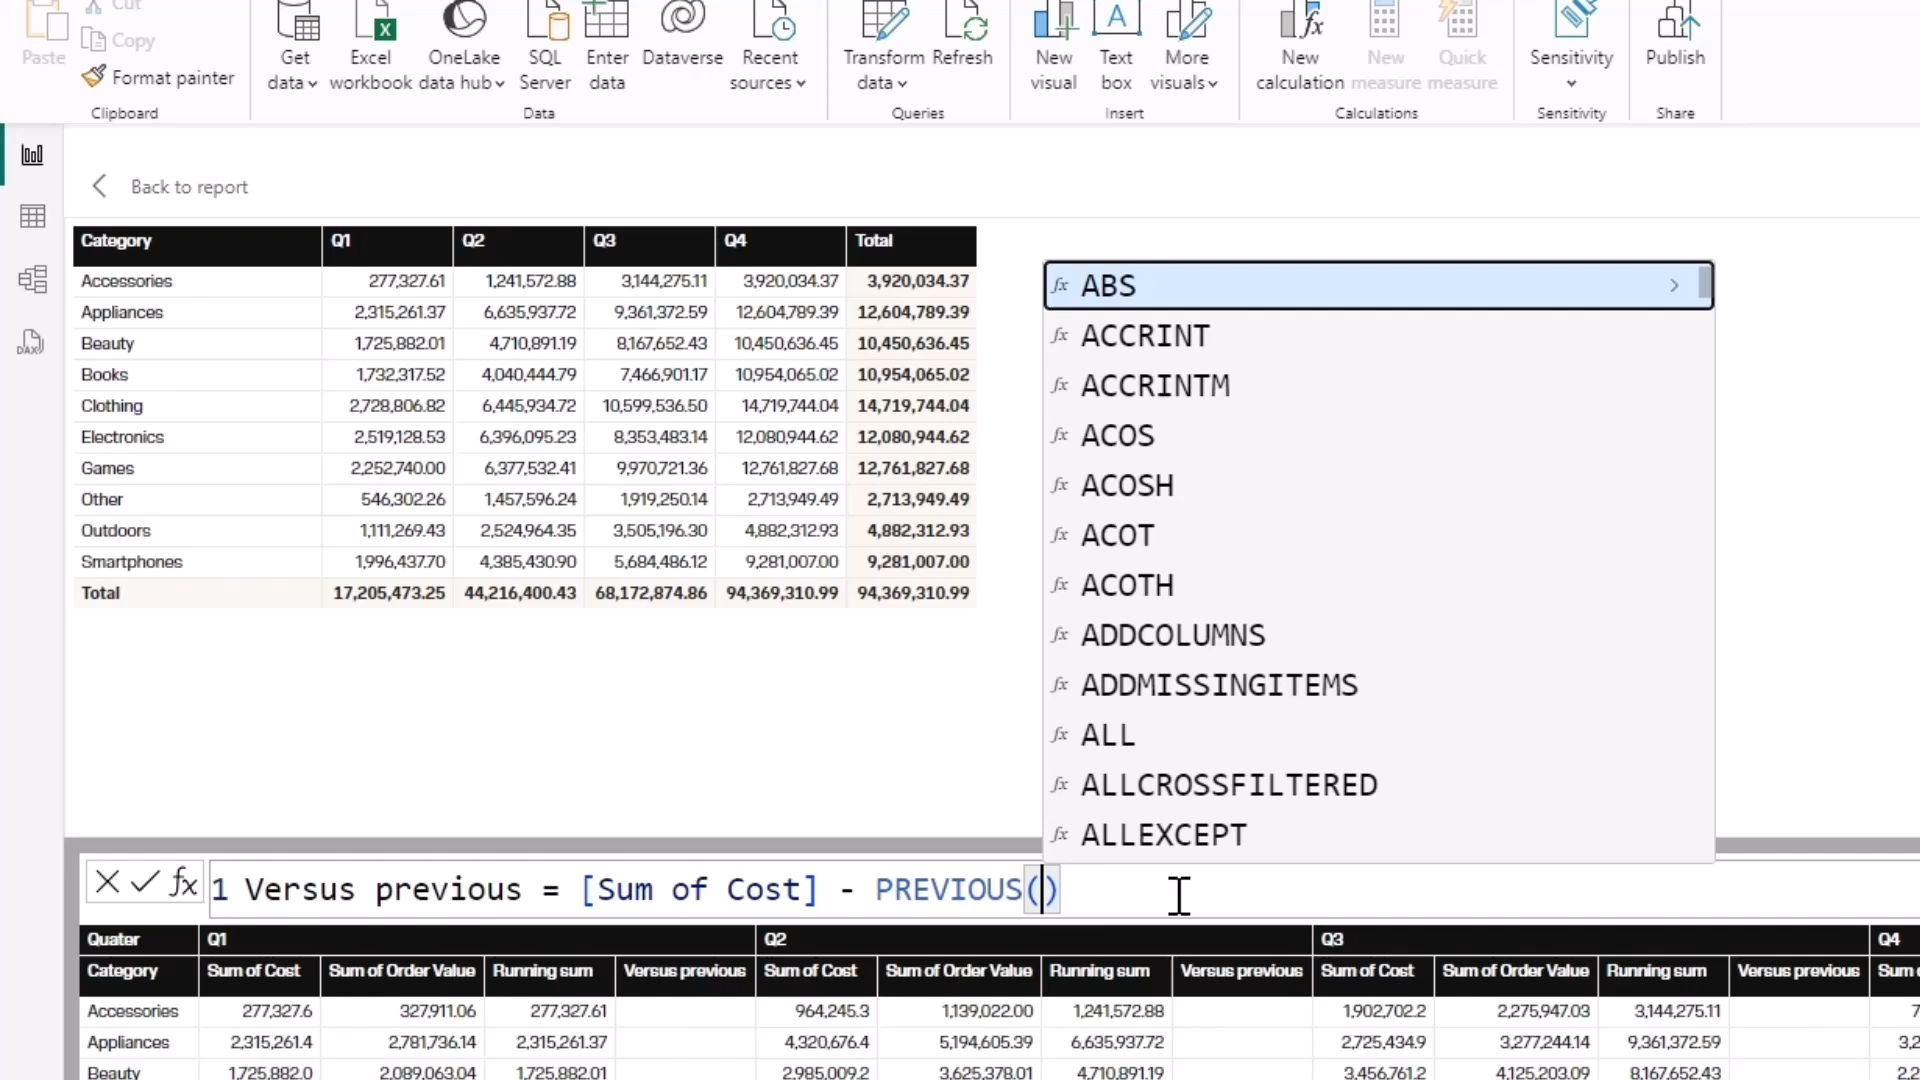 Cut
Paste
Copy
Format painter
Clipboard
Get data
Excel workbook
OneLake data hub
SQL Server
Enter data
Dataverse
Recent sources
Data
Transform data
Refresh
Queries
New visual
Text box
More visuals
Insert
New calculation
New measure
Quick measure
Calculations
Sensitivity
Sensitivity
Publish
Share
DAX
Back to report
Category Q1 Q2 Q3 Q4 Total
Accessories 277,327.61 1,241,572.88 3,144,275.11 3,920,034.37 3,920,034.37
Appliances 2,315,261.37 6,635,937.72 9,361,372.59 12,604,789.39 12,604,789.39
Beauty 1,725,882.01 4,710,891.19 8,167,652.43 10,450,636.45 10,450,636.45
Books 1,732,317.52 4,040,444.79 7,466,901.17 10,954,065.02 10,954,065.02
Clothing 2,728,806.82 6,445,934.72 10,599,536.50 14,719,744.04 14,719,744.04
Electronics 2,519,128.53 6,396,095.23 8,353,483.14 12,080,944.62 12,080,944.62
Games 2,252,740.00 6,377,532.41 9,970,721.36 12,761,827.68 12,761,827.68
Other 546,302.26 1,457,596.24 1,919,250.14 2,713,949.49 2,713,949.49
Outdoors 1,111,269.43 2,524,964.35 3,505,196.30 4,882,312.93 4,882,312.93
Smartphones 1,996,437.70 4,385,430.90 5,684,486.12 9,281,007.00 9,281,007.00
Total 17,205,473.25 44,216,400.43 68,172,874.86 94,369,310.99 94,369,310.99
fx ABS
fx ACCRINT
fx ACCRINTM
fx ACOS
fx ACOSH
fx ACOT
fx ACOTH
fx ADDCOLUMNS
fx ADDMISSINGITEMS
fx ALL
fx ALLCROSSFILTERED
fx ALLEXCEPT
fx 1 Versus previous = [Sum of Cost] - PREVIOUS()
Quater Q1 Q2 Q3 Q4
Category Sum of Cost Sum of Order Value Running sum Versus previous Sum of Cost Sum of Order Value Running sum Versus previous Sum of Cost Sum of Order Value Running sum Versus previous Sum
Accessories 277,327.6 327,911.06 277,327.61 964,245.3 1,139,022.00 1,241,572.88 1,902,702.2 2,275,947.03 3,144,275.11 7
Appliances 2,315,261.4 2,781,736.14 2,315,261.37 4,320,676.4 5,194,605.39 6,635,937.72 2,725,434.9 3,277,244.14 9,361,372.59 3,2
Beauty 1,725,882.0 2,089,063.04 1,725,882.01 2,985,009.2 3,625,378.01 4,710,891.19 3,456,761.2 4,125,203.09 8,167,652.43 2,2